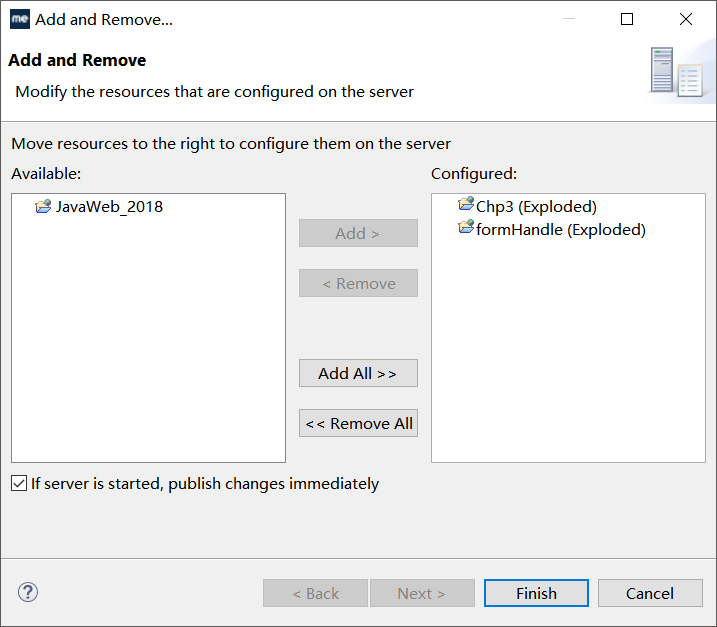 me Add and Remove...
Add and Remove
Modify the resources that are configured on the server
Move resources to the right to configure them on the server
Available:
Configured:
JavaWeb_2018
Chp3 (Exploded)
formHandle (Exploded)
Add >
< Remove
Add All >>
<< Remove All
If server is started, publish changes immediately
?
< Back
Next >
Finish
Cancel